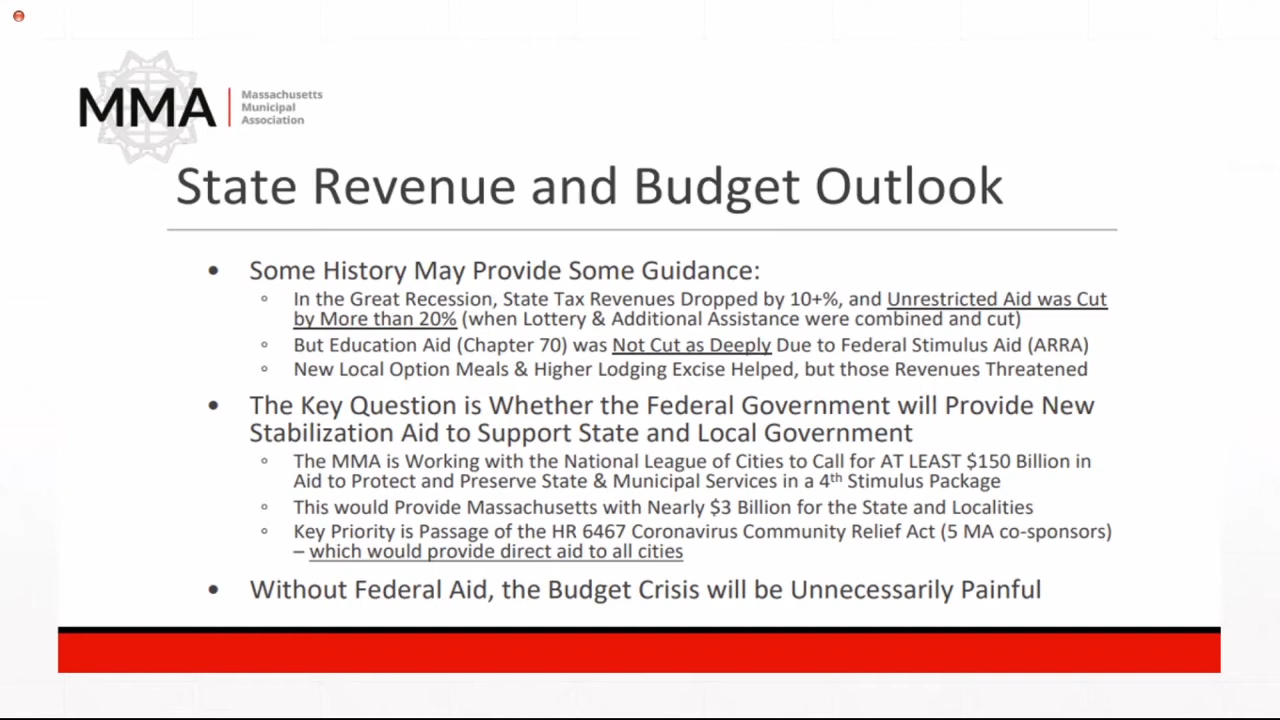 MMA
Massachusetts
Municipal
Association
State Revenue and Budget Outlook
• Some History May Provide Some Guidance:
◦ In the Great Recession, State Tax Revenues Dropped by 10+%, and Unrestricted Aid was Cut
by More than 20% (when Lottery & Additional Assistance were combined and cut)
◦ But Education Aid (Chapter 70) was Not Cut as Deeply Due to Federal Stimulus Aid (ARRA)
◦ New Local Option Meals & Higher Lodging Excise Helped, but those Revenues Threatened
• The Key Question is Whether the Federal Government will Provide New
Stabilization Aid to Support State and Local Government
◦ The MMA is Working with the National League of Cities to Call for AT LEAST $150 Billion in
Aid to Protect and Preserve State & Municipal Services in a 4th Stimulus Package
◦ This would Provide Massachusetts with Nearly $3 Billion for the State and Localities
◦ Key Priority is Passage of the HR 6467 Coronavirus Community Relief Act (5 MA co-sponsors)
– which would provide direct aid to all cities
• Without Federal Aid, the Budget Crisis will be Unnecessarily Painful